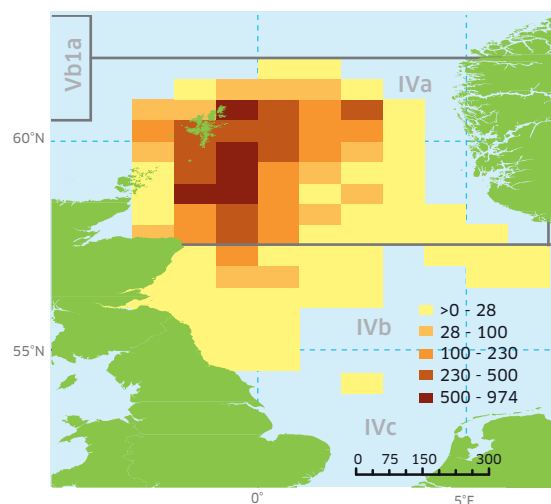 Vb1a
IVa
60°N
>0 - 28
28 - 100
IVb
100 - 230
55°N
230 - 500
500 - 974
IVc
0 75 150 300
0° 5°E